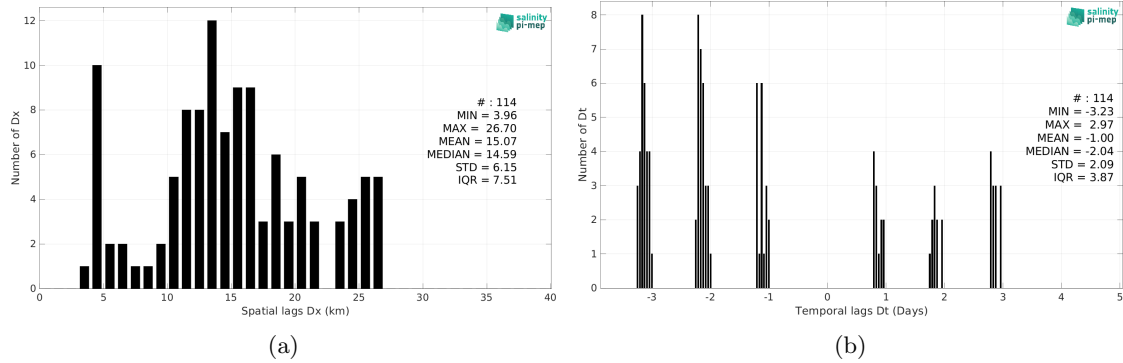 12
10
8
6
4
2
0
Number of Dx
0 5 10 15 20 25 30 35 40
Spatial lags Dx (km)
salinity
pi-mep
# : 114
MIN = 3.96
MAX = 26.70
MEAN = 15.07
MEDIAN = 14.59
STD = 6.15
IQR = 7.51
(a)
8
7
6
5
4
3
2
1
0
Number of Dt
-3 -2 -1 0 1 2 3 4 5
Temporal lags Dt (Days)
salinity
pi-mep
# : 114
MIN = -3.23
MAX = 2.97
MEAN = -1.00
MEDIAN = -2.04
STD = 2.09
IQR = 3.87
(b)